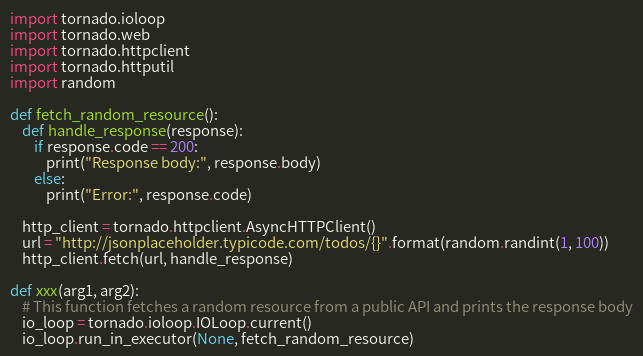 import tornado.ioloop
import tornado.web
import tornado.httpclient
import tornado.httputil
import random

def fetch_random_resource():
    def handle_response(response):
        if response.code == 200:
            print("Response body:", response.body)
        else:
            print("Error:", response.code)

    http_client = tornado.httpclient.AsyncHTTPClient()
    url = "http://jsonplaceholder.typicode.com/todos/{}".format(random.randint(1, 100))
    http_client.fetch(url, handle_response)

def xxx(arg1, arg2):
    # This function fetches a random resource from a public API and prints the response body
    io_loop = tornado.ioloop.IOLoop.current()
    io_loop.run_in_executor(None, fetch_random_resource)